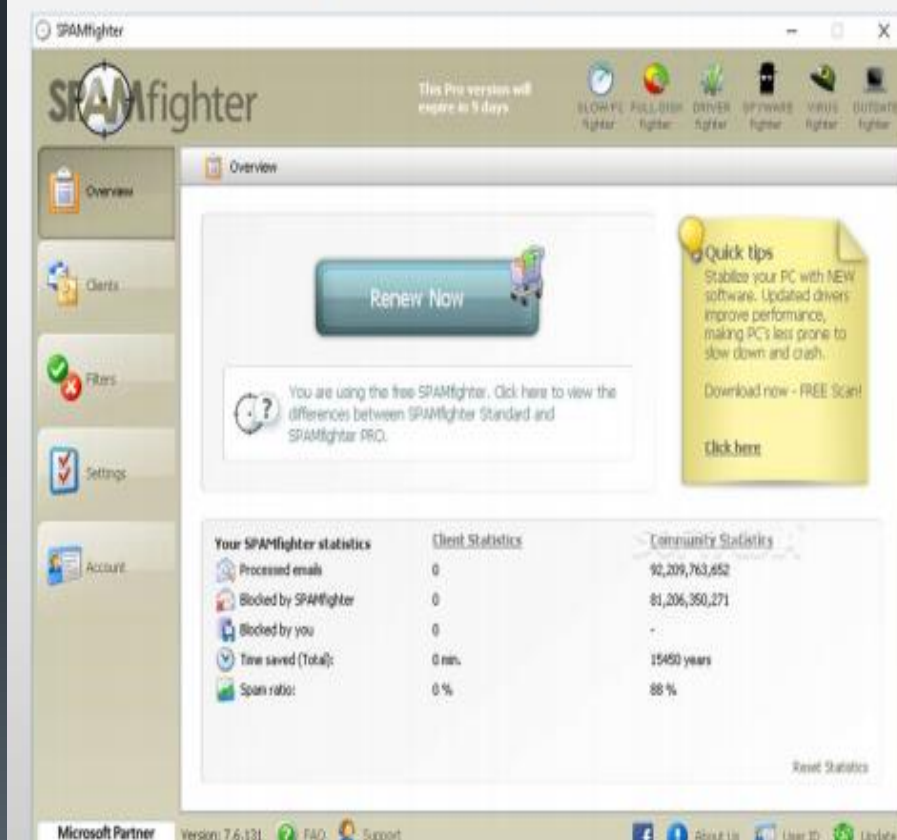 SPAMfighter
SPAMfighter
This Pro version will
expire in 9 days
SLOW-PC fighter
FULL-DISK fighter
DRIVER fighter
SPYWARE fighter
VIRUS fighter
OUTDATE fighter
Overview
Clients
Filters
Settings
Account
Overview
Renew Now
You are using the free SPAMfighter. Click here to view the
differences between SPAMfighter Standard and
SPAMfighter PRO.
Quick tips
Stabilize your PC with NEW
software. Updated drivers
improve performance,
making PC's less prone to
slow down and crash.
Download now - FREE Scan!
Click here
Your SPAMfighter statistics Client Statistics Community Statistics
Processed emails 0 92,209,763,652
Blocked by SPAMfighter 0 81,206,350,271
Blocked by you 0 -
Time saved (Total): 0 min. 15450 years
Spam ratio: 0 % 88 %
Reset Statistics
Microsoft Partner Version: 7.6.131 FAQ Support About Us User ID Update